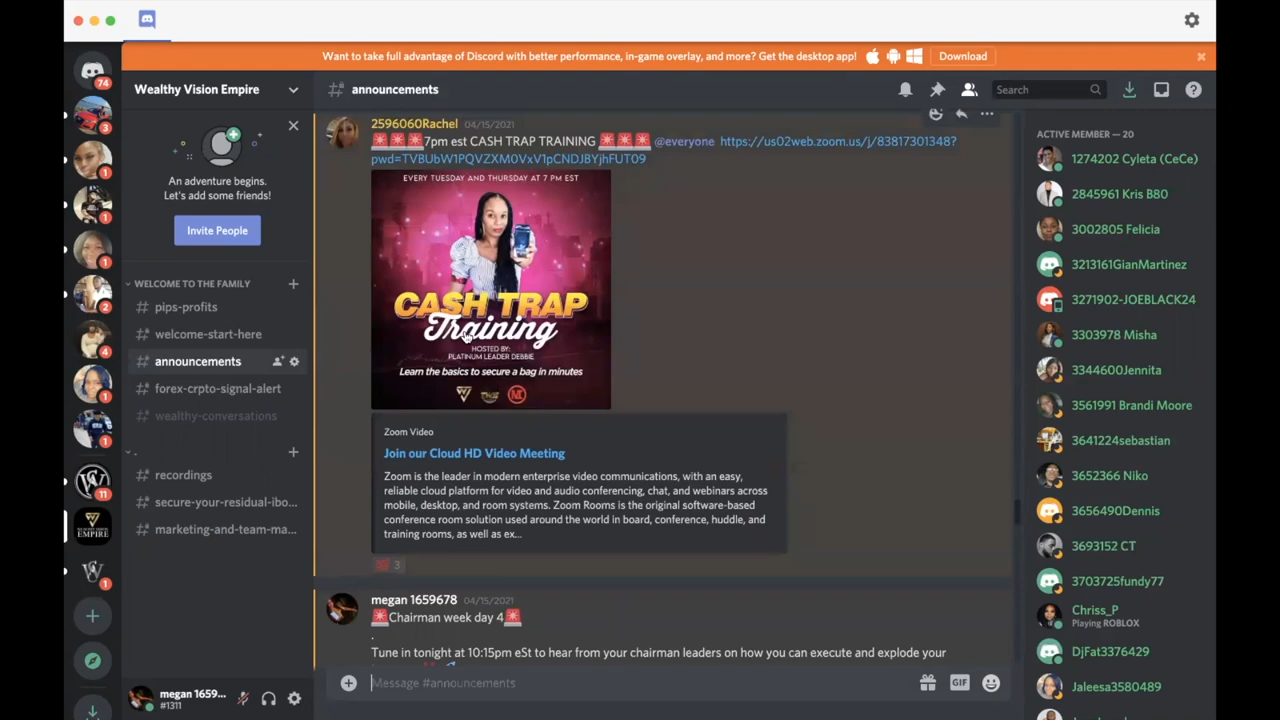 Want to take full advantage of Discord with better performance, in-game overlay, and more? Get the desktop app!
Download
Wealthy Vision Empire
announcements
Search
74
3
1
1
1
2
4
1
1
11
EMPIRE
1
An adventure begins.
Let's add some friends!
Invite People
WELCOME TO THE FAMILY
# pips-profits
# welcome-start-here
# announcements
# forex-crpto-signal-alert
# wealthy-conversations
.
# recordings
# secure-your-residual-ibo...
# marketing-and-team-ma...
megan 1659...
#1311
2596060Rachel 04/15/2021
🚨🚨🚨7pm est CASH TRAP TRAINING 🚨🚨🚨 @everyone https://us02web.zoom.us/j/83817301348?
pwd=TVBUbW1PQVZXM0VxV1pCNDJBYjhFUT09
EVERY TUESDAY AND THURSDAY AT 7 PM EST
CASH TRAP
Training
HOSTED BY:
PLATINUM LEADER DEBBIE
Learn the basics to secure a bag in minutes
Zoom Video
Join our Cloud HD Video Meeting
Zoom is the leader in modern enterprise video communications, with an easy,
reliable cloud platform for video and audio conferencing, chat, and webinars across
mobile, desktop, and room systems. Zoom Rooms is the original software-based
conference room solution used around the world in board, conference, huddle, and
training rooms, as well as ex...
3
megan 1659678 04/15/2021
🚨Chairman week day 4🚨
.
Tune in tonight at 10:15pm eSt to hear from your chairman leaders on how you can execute and explode your
Message #announcements
GIF
ACTIVE MEMBER — 20
1274202 Cyleta (CeCe)
2845961 Kris B80
3002805 Felicia
3213161GianMartinez
3271902-JOEBLACK24
3303978 Misha
3344600Jennita
3561991 Brandi Moore
3641224sebastian
3652366 Niko
3656490Dennis
3693152 CT
3703725fundy77
Chriss_P
Playing ROBLOX
DjFat3376429
Jaleesa3580489